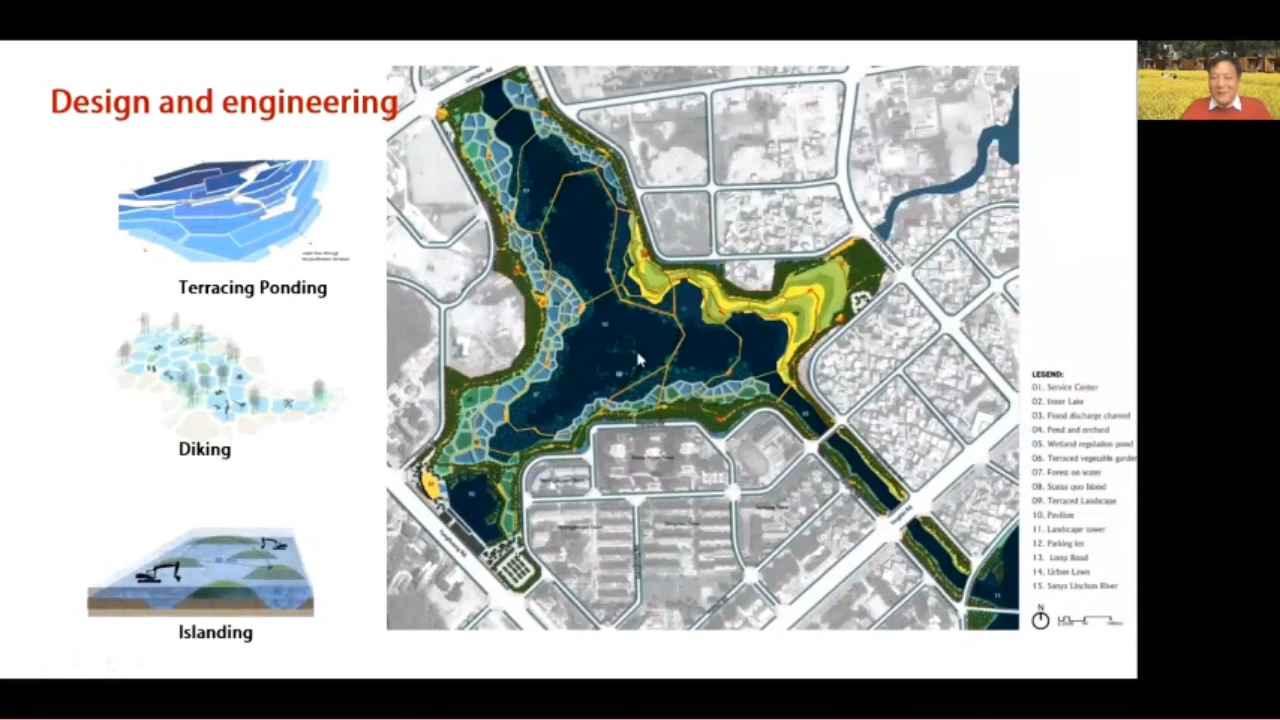 Design and engineering
Terracing Ponding
Diking
Islanding
LEGEND:
01. Service Center
02. Inner Lake
03. Flood discharge channel
04. Pond and orchard
05. Wetland regulation pond
06. Terraced vegetable garden
07. Forest on water
08. Status quo Island
09. Terraced Landscape
10. Pavilion
11. Landscape tower
12. Parking lot
13. Loop Road
14. Urban Lawn
15. Sanya Linchun River
N